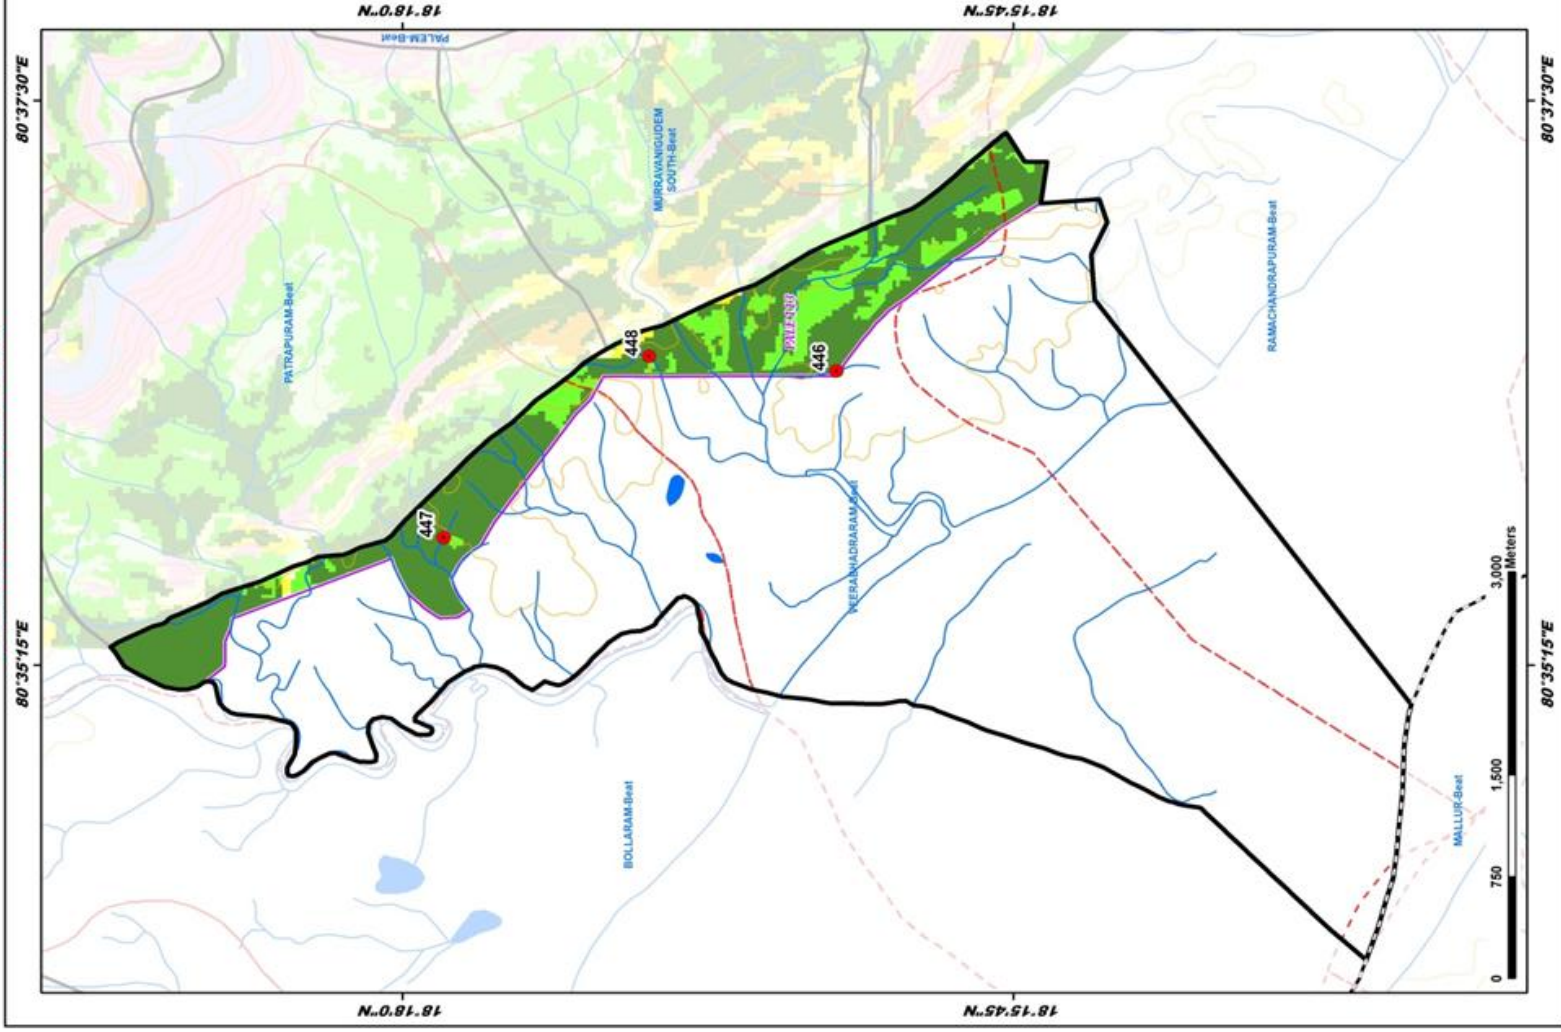 18°18'0"N
18°15'45"N
80°37'30"E
80°37'30"E
PALEM-Beat
MURRAVANIGUDEM
SOUTH-Beat
PATRAPURAM-Beat
RAMACHANDRAPURAM-Beat
448
446
447
VEERABHADRARAM-Beat
80°35'15"E
80°35'15"E
BOLLARAM-Beat
MALLUR-Beat
0
750
1,500
3,000
Meters
18°18'0"N
18°15'45"N